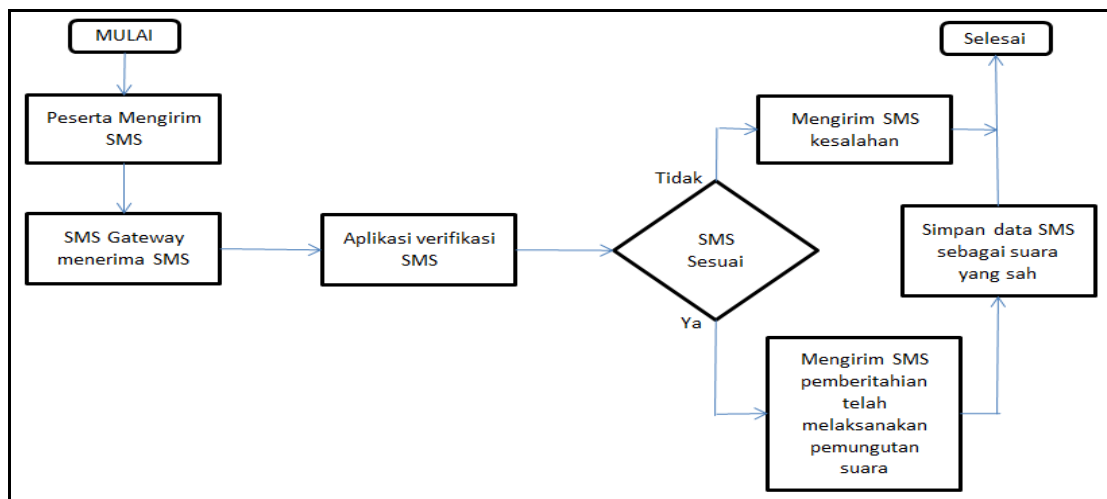 MULAI
Peserta Mengirim
SMS
SMS Gateway
menerima SMS
Aplikasi verifikasi
SMS
SMS
Sesuai
Tidak
Mengirim SMS
kesalahan
Ya
Mengirim SMS
pemberitahian
telah
melaksanakan
pemungutan
suara
Simpan data SMS
sebagai suara
yang sah
Selesai